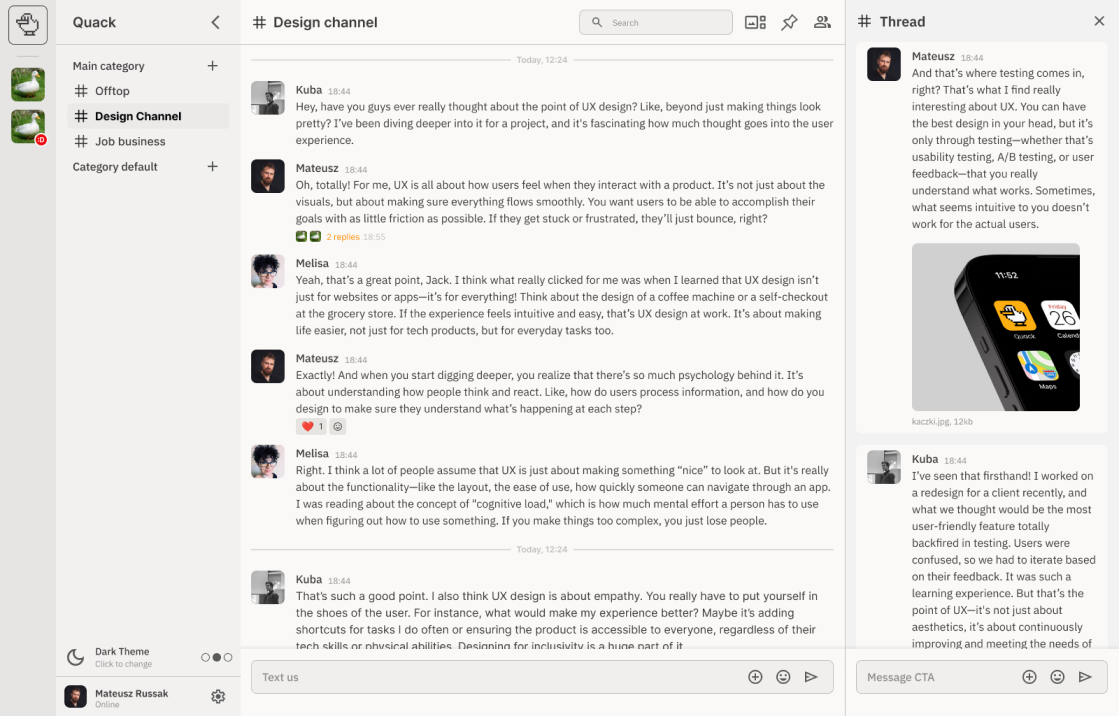 Quack
Main category
Offtop
Design Channel
Job business
Category default
Dark Theme
Click to change
Mateusz Russak
Online
Design channel
Search
Today, 12:24
Kuba 18:44
Hey, have you guys ever really thought about the point of UX design? Like, beyond just making things look
pretty? I've been diving deeper into it for a project, and it's fascinating how much thought goes into the user
experience.
Mateusz 18:44
Oh, totally! For me, UX is all about how users feel when they interact with a product. It's not just about the
visuals, but about making sure everything flows smoothly. You want users to be able to accomplish their
goals with as little friction as possible. If they get stuck or frustrated, they'll just bounce, right?
2 replies 18:55
Melisa 18:44
Yeah, that's a great point, Jack. I think what really clicked for me was when I learned that UX design isn't
just for websites or apps—it's for everything! Think about the design of a coffee machine or a self-checkout
at the grocery store. If the experience feels intuitive and easy, that's UX design at work. It's about making
life easier, not just for tech products, but for everyday tasks too.
Mateusz 18:44
Exactly! And when you start digging deeper, you realize that there's so much psychology behind it. It's
about understanding how people think and react. Like, how do users process information, and how do you
design to make sure they understand what's happening at each step?
1
Melisa 18:44
Right. I think a lot of people assume that UX is just about making something “nice” to look at. But it's really
about the functionality—like the layout, the ease of use, how quickly someone can navigate through an app.
I was reading about the concept of "cognitive load," which is how much mental effort a person has to use
when figuring out how to use something. If you make things too complex, you just lose people.
Today, 12:24
Kuba 18:44
That's such a good point. I also think UX design is about empathy. You really have to put yourself in
the shoes of the user. For instance, what would make my experience better? Maybe it's adding
shortcuts for tasks I do often or ensuring the product is accessible to everyone, regardless of their
tech skills or physical abilities. Designing for inclusivity is a huge part of it
Text us
Thread
Mateusz 18:44
And that's where testing comes in,
right? That's what I find really
interesting about UX. You can have
the best design in your head, but it's
only through testing—whether that's
usability testing, A/B testing, or user
feedback—that you really
understand what works. Sometimes,
what seems intuitive to you doesn't
work for the actual users.
11:52
Friday
26
Quack
Calend
Maps
kaczki.jpg, 12kb
Kuba 18:44
I've seen that firsthand! I worked on
a redesign for a client recently, and
what we thought would be the most
user-friendly feature totally
backfired in testing. Users were
confused, so we had to iterate based
on their feedback. It was such a
learning experience. But that's the
point of UX—it's not just about
aesthetics, it's about continuously
improving and meeting the needs of
Message CTA